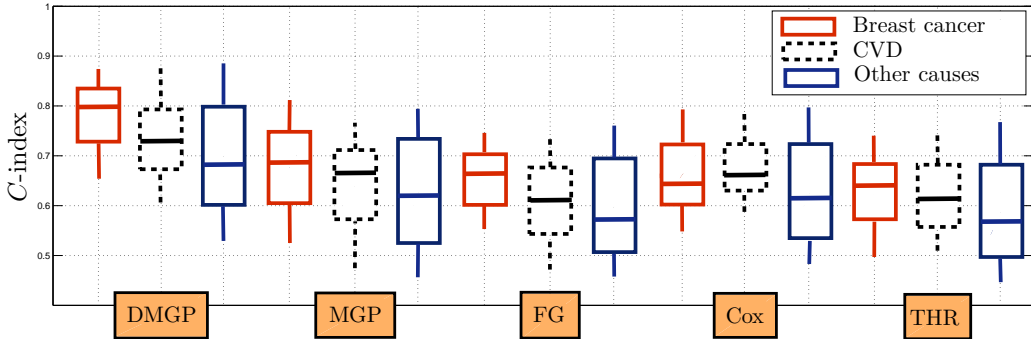 1
0.9
0.8
0.7
0.6
0.5
C-index
Breast cancer
CVD
Other causes
DMGP
MGP
FG
Cox
THR